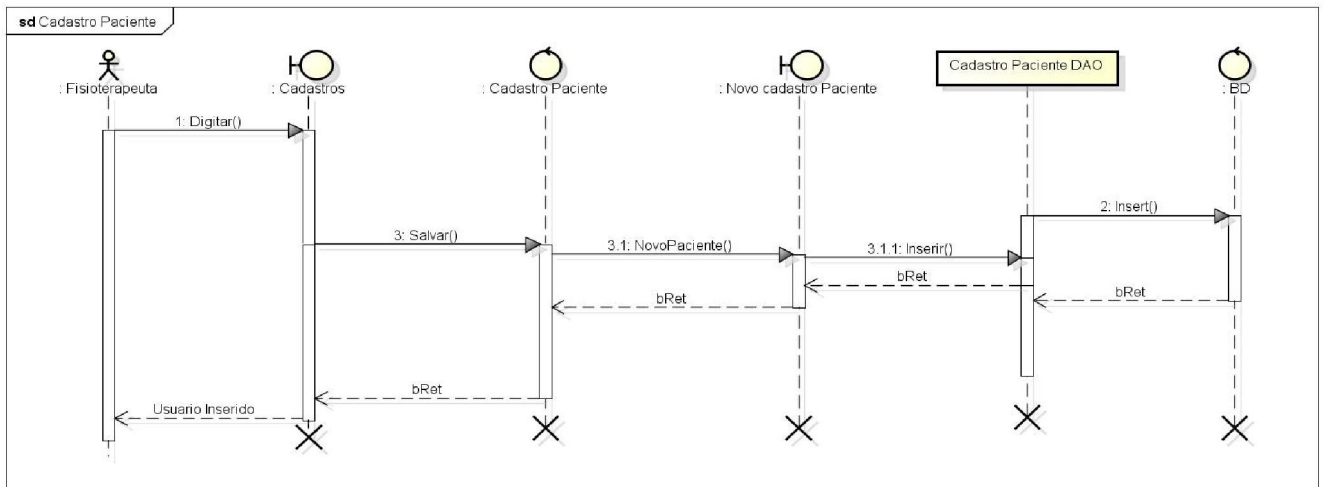 sd Cadastro Paciente
: Fisioterapeuta
: Cadastros
: Cadastro Paciente
: Novo cadastro Paciente
Cadastro Paciente DAO
: BD
1: Digitar()
2: Insert()
3: Salvar()
3.1: NovoPaciente()
3.1.1: Inserir()
bRet
bRet
bRet
bRet
Usuario Inserido